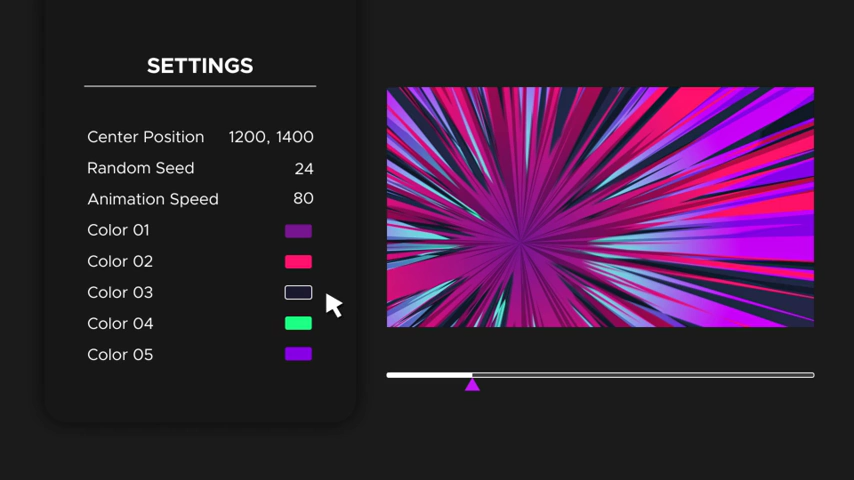 SETTINGS
Center Position 1200, 1400
Random Seed 24
Animation Speed 80
Color 01
Color 02
Color 03
Color 04
Color 05